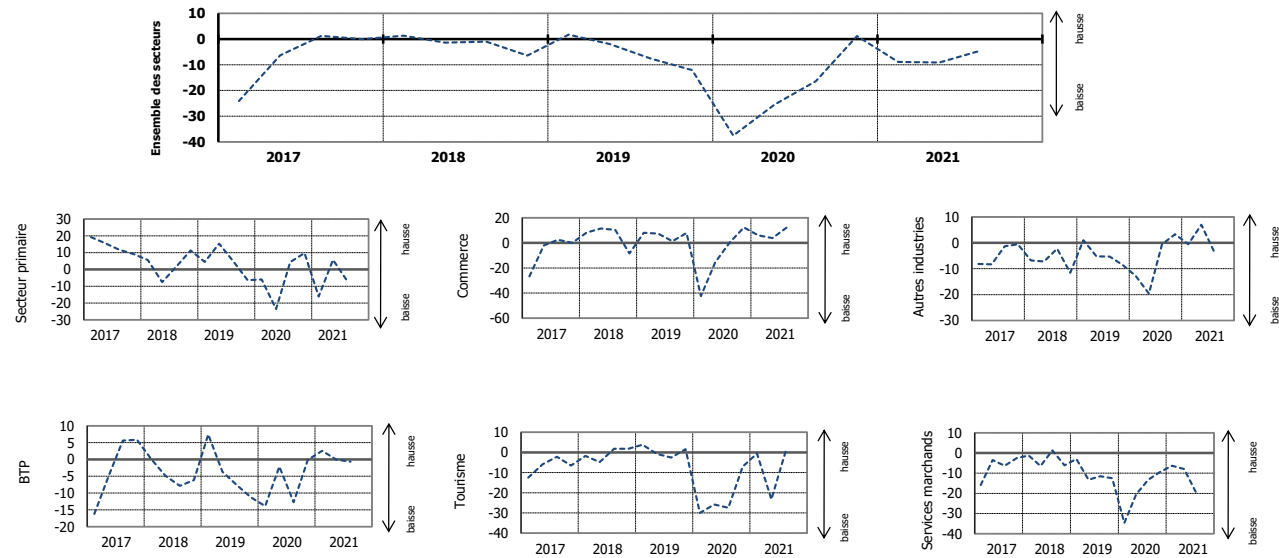 Ensemble des secteurs
10
0
-10
-20
-30
-40
2017 2018 2019 2020 2021
hausse
baisse
Secteur primaire
30
20
10
0
-10
-20
-30
2017 2018 2019 2020 2021
hausse
baisse
Commerce
20
0
-20
-40
-60
2017 2018 2019 2020 2021
hausse
baisse
Autres industries
10
0
-10
-20
-30
2017 2018 2019 2020 2021
hausse
baisse
BTP
10
5
0
-5
-10
-15
-20
2017 2018 2019 2020 2021
hausse
baisse
Tourisme
10
0
-10
-20
-30
-40
2017 2018 2019 2020 2021
hausse
baisse
Services marchands
10
0
-10
-20
-30
-40
2017 2018 2019 2020 2021
hausse
baisse